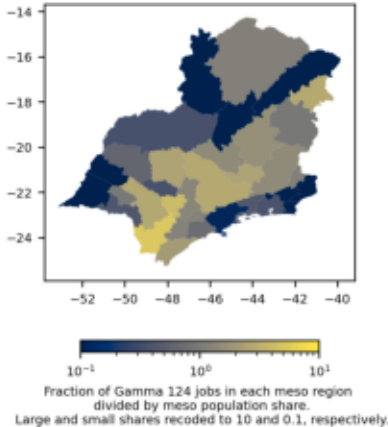 −14
−16
−18
−20
−22
−24
−52 −50 −48 −46 −44 −42 −40
10⁻¹ 10⁰ 10¹
Fraction of Gamma 124 jobs in each meso region
divided by meso population share.
Large and small shares recoded to 10 and 0.1, respectively.